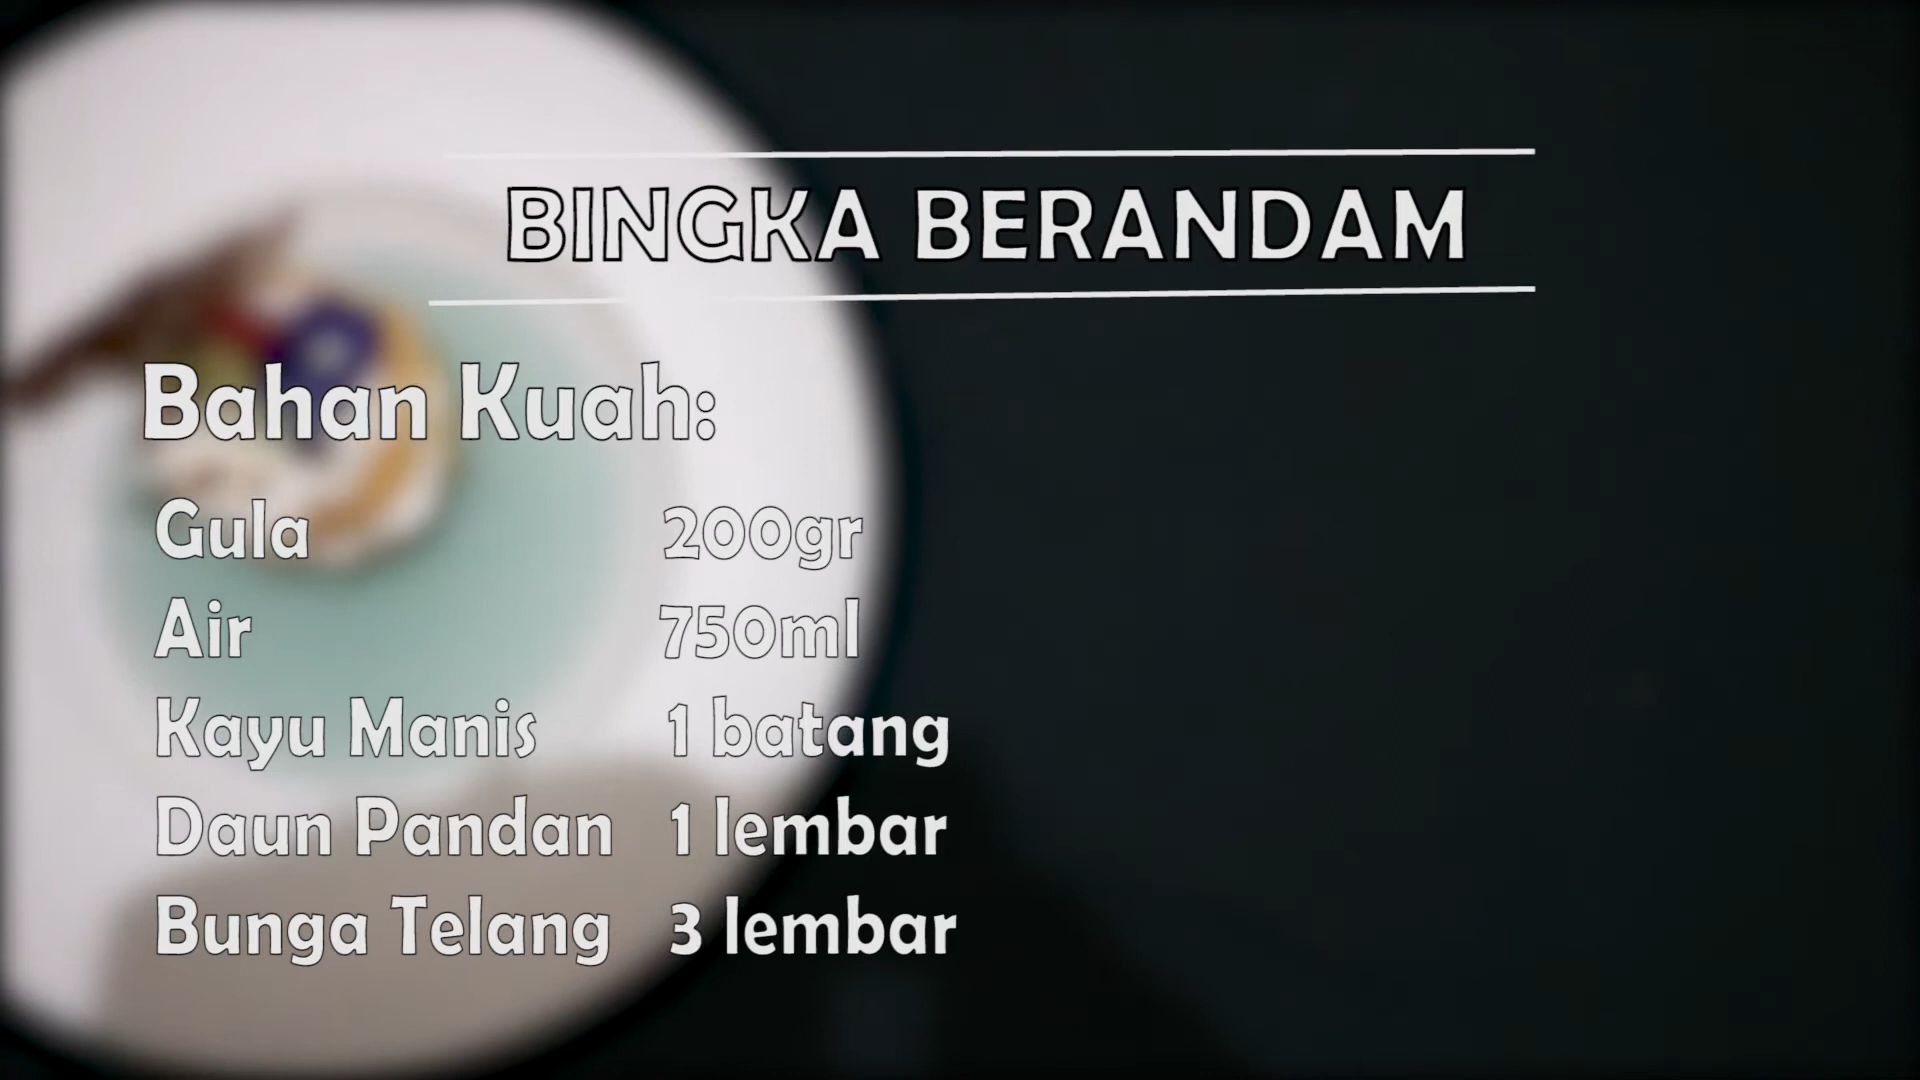 BINGKA BERANDAM
Bahan Kuah:
Gula 200gr
Air 750ml
Kayu Manis 1 batang
Daun Pandan 1 lembar
Bunga Telang 3 lembar